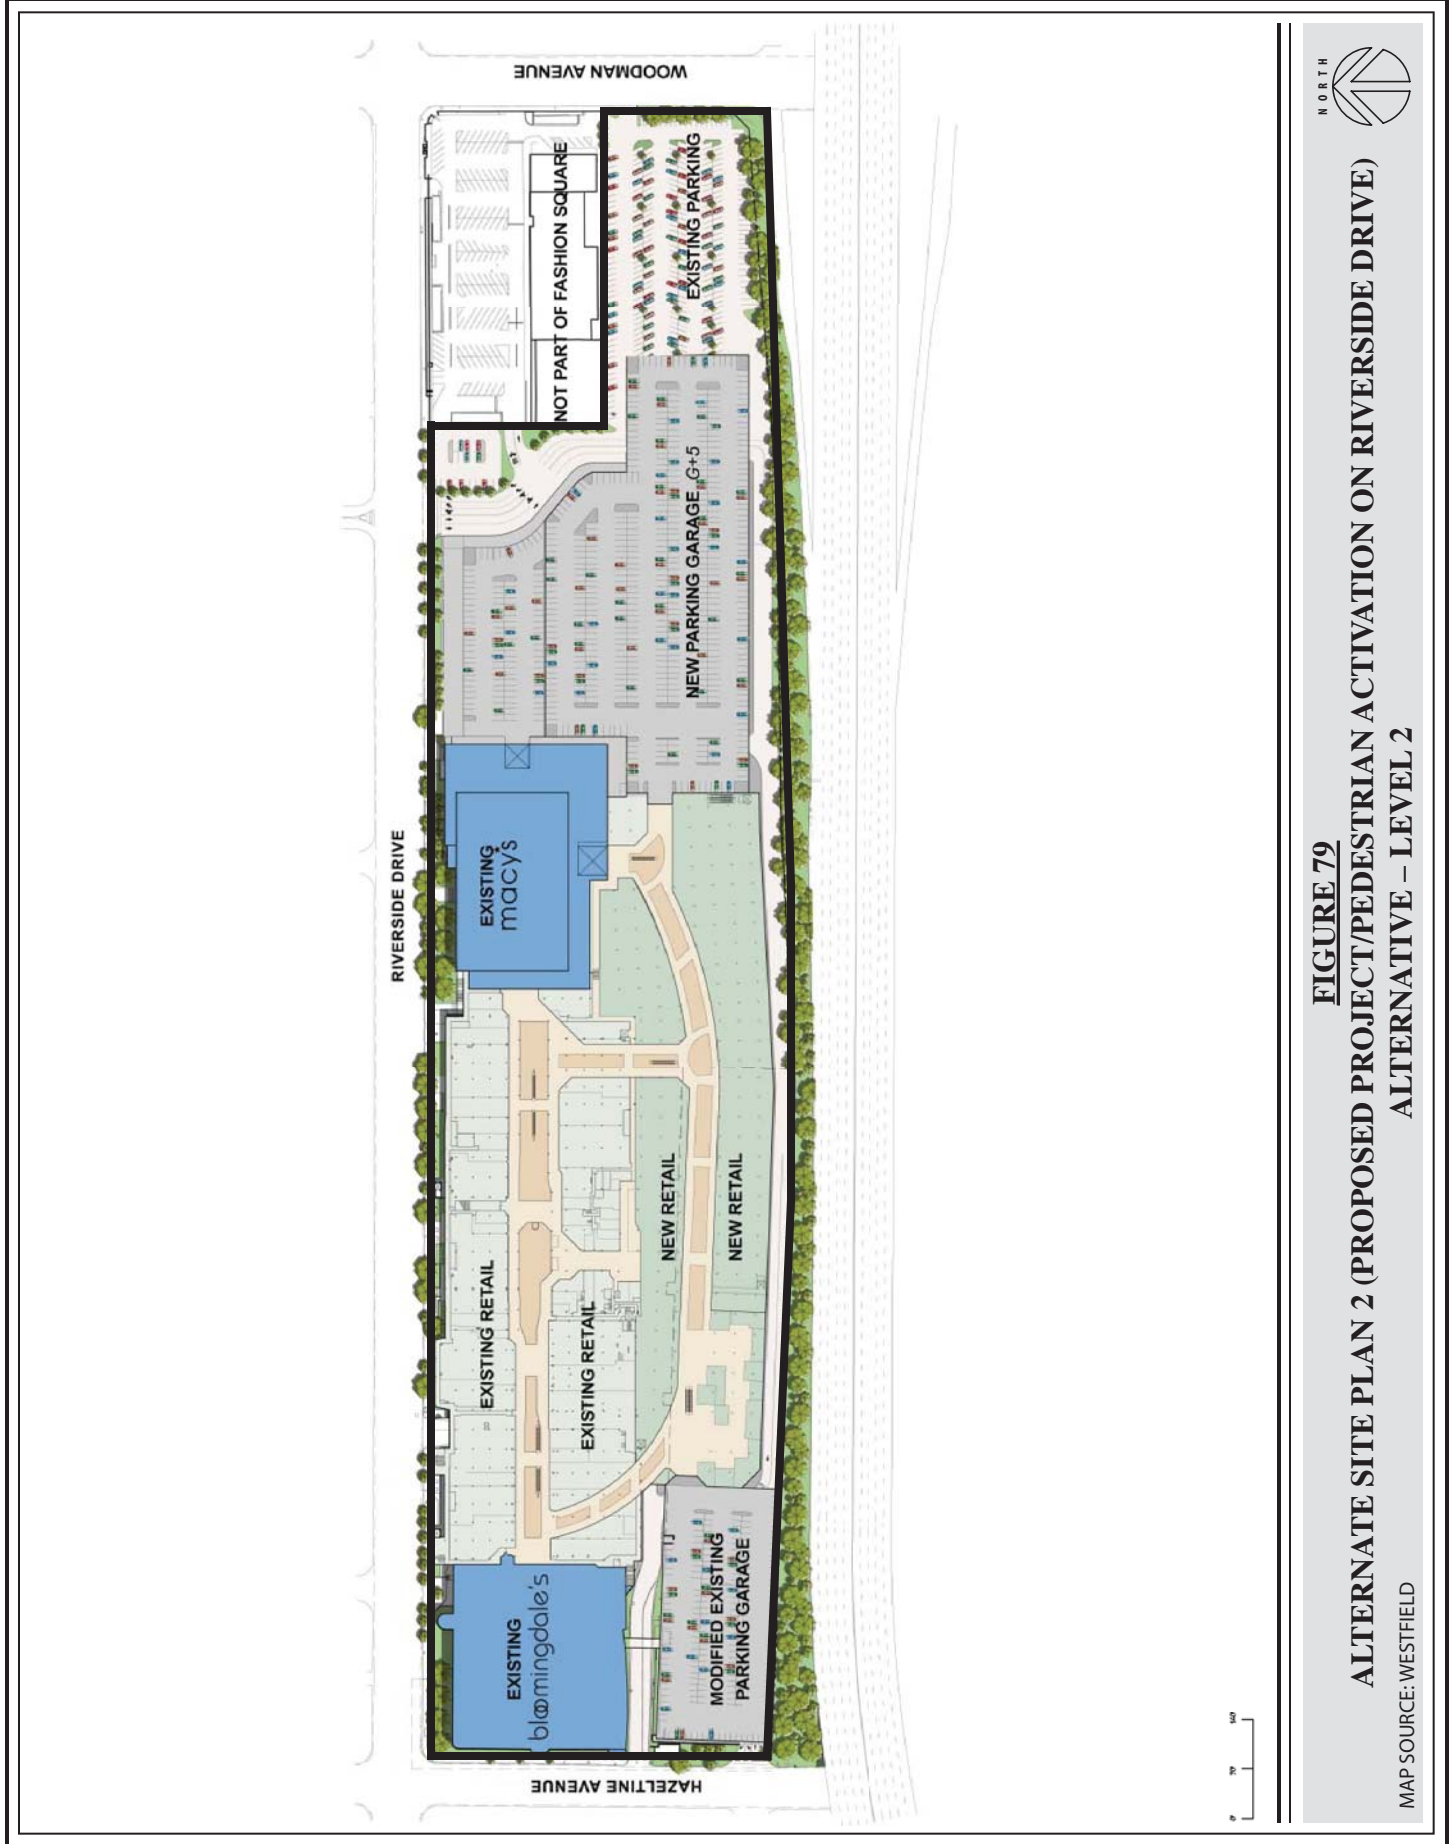 WOODMAN AVENUE
NOT PART OF FASHION SQUARE
EXISTING PARKING
NEW PARKING GARAGE G+5
RIVERSIDE DRIVE
EXISTING
macy's
EXISTING RETAIL
EXISTING RETAIL
NEW RETAIL
NEW RETAIL
EXISTING
bloomingdale's
MODIFIED EXISTING
PARKING GARAGE
HAZELTINE AVENUE
NORTH
FIGURE 79
ALTERNATE SITE PLAN 2 (PROPOSED PROJECT/PEDESTRIAN ACTIVATION ON RIVERSIDE DRIVE)
ALTERNATIVE – LEVEL 2
MAP SOURCE: WESTFIELD